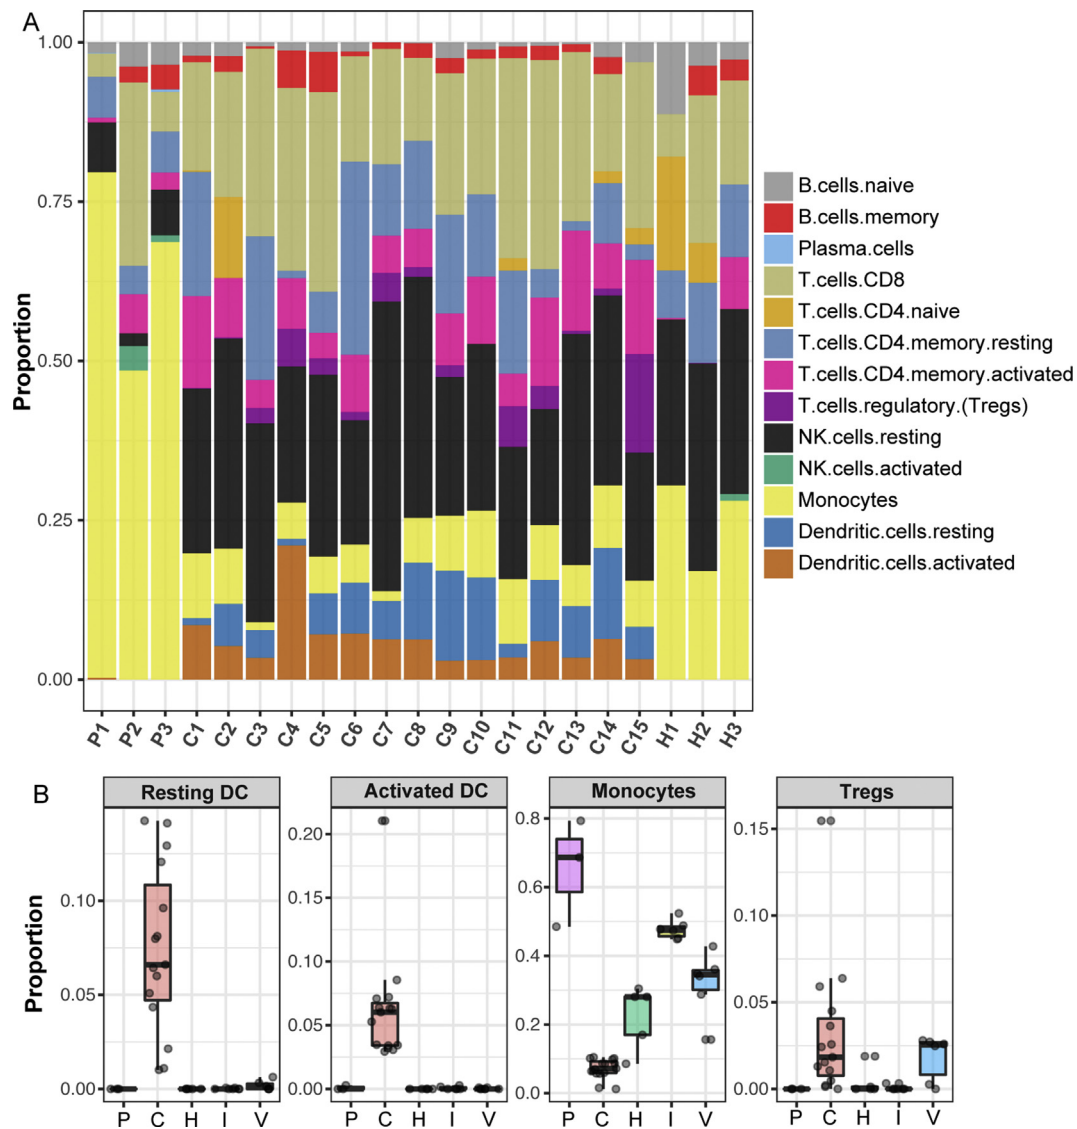 A
1.00
0.75
0.50
0.25
0.00
Proportion
P1 P2 P3 C1 C2 C3 C4 C5 C6 C7 C8 C9 C10 C11 C12 C13 C14 C15 H1 H2 H3
B.cells.naive
B.cells.memory
Plasma.cells
T.cells.CD8
T.cells.CD4.naive
T.cells.CD4.memory.resting
T.cells.CD4.memory.activated
T.cells.regulatory.(Tregs)
NK.cells.resting
NK.cells.activated
Monocytes
Dendritic.cells.resting
Dendritic.cells.activated
B
Proportion
Resting DC
0.10
0.05
0.00
P C H I V
Activated DC
0.20
0.15
0.10
0.05
0.00
P C H I V
Monocytes
0.8
0.6
0.4
0.2
0.0
P C H I V
Tregs
0.15
0.10
0.05
0.00
P C H I V